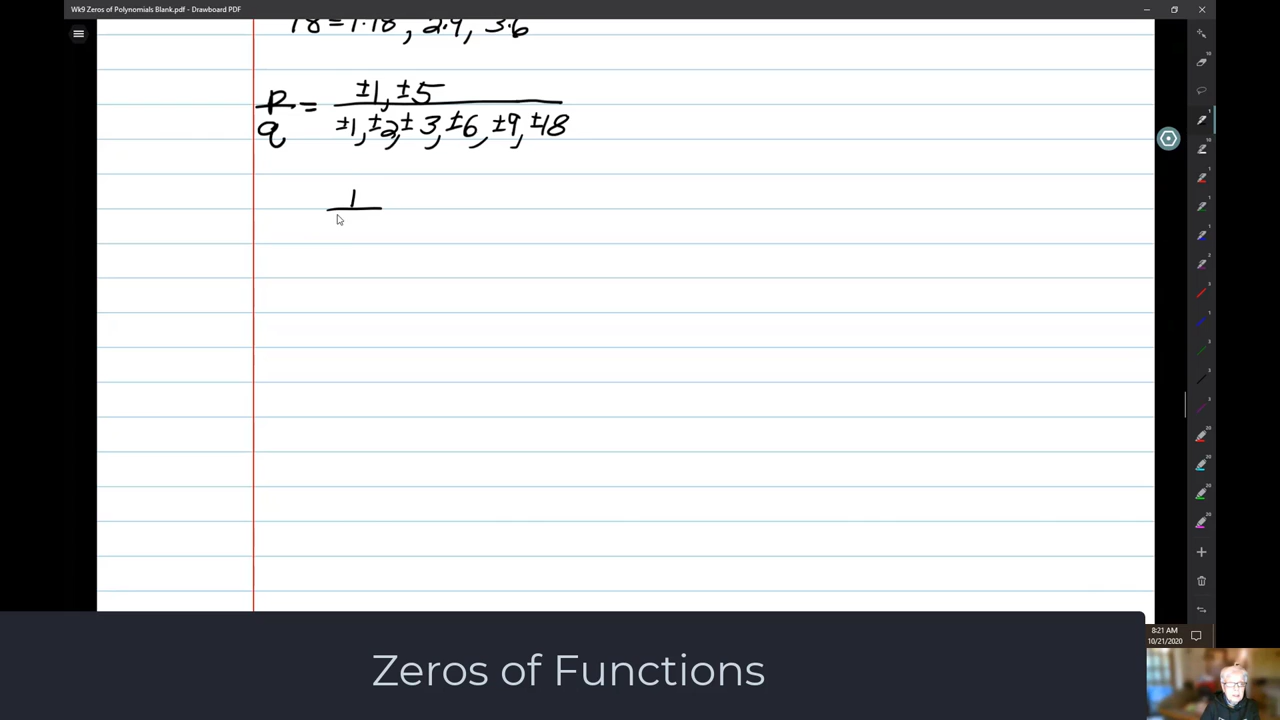 Wk9 Zeros of Polynomials Blank.pdf - Drawboard PDF
18 = 1·18, 2·9, 3·6
±1, ±5
p/q =
±1, ±2, ±3, ±6, ±9, ±18
1
8:21 AM
10/21/2020
Zeros of Functions